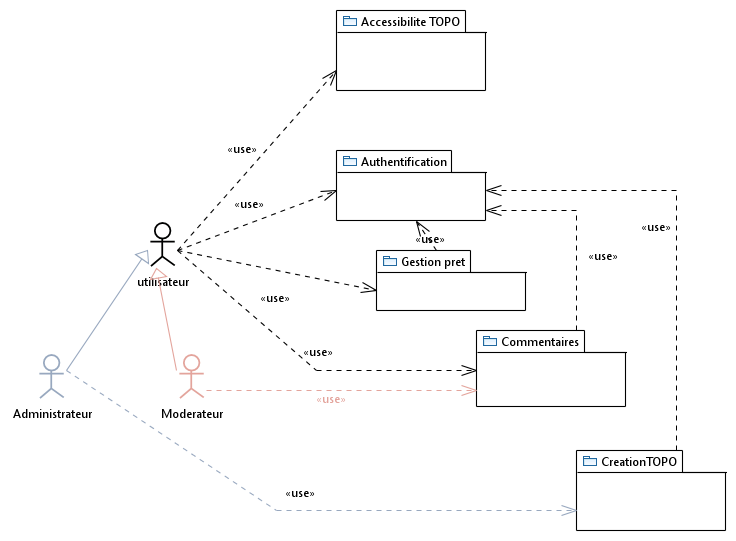 Accessibilite TOPO
«use»
Authentification
«use»
«use»
«use»
Gestion pret
«use»
utilisateur
«use»
Commentaires
«use»
«use»
Administrateur
Moderateur
«use»
CreationTOPO
«use»